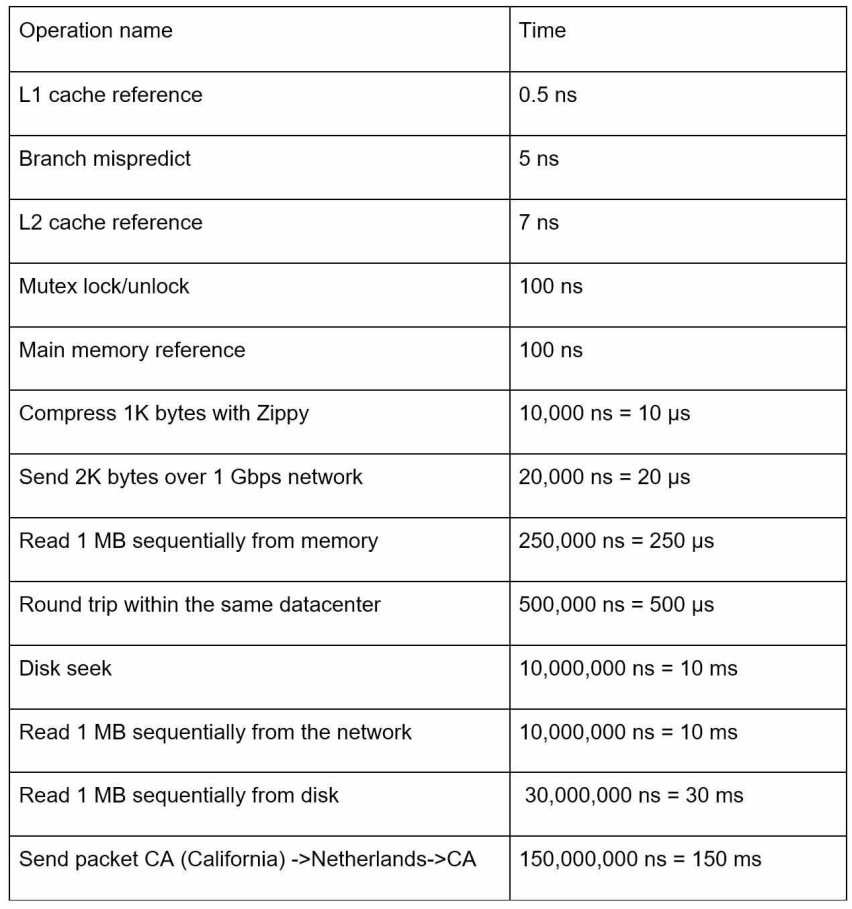 Operation name Time
L1 cache reference 0.5 ns
Branch mispredict 5 ns
L2 cache reference 7 ns
Mutex lock/unlock 100 ns
Main memory reference 100 ns
Compress 1K bytes with Zippy 10,000 ns = 10 μs
Send 2K bytes over 1 Gbps network 20,000 ns = 20 μs
Read 1 MB sequentially from memory 250,000 ns = 250 μs
Round trip within the same datacenter 500,000 ns = 500 μs
Disk seek 10,000,000 ns = 10 ms
Read 1 MB sequentially from the network 10,000,000 ns = 10 ms
Read 1 MB sequentially from disk 30,000,000 ns = 30 ms
Send packet CA (California) ->Netherlands->CA 150,000,000 ns = 150 ms